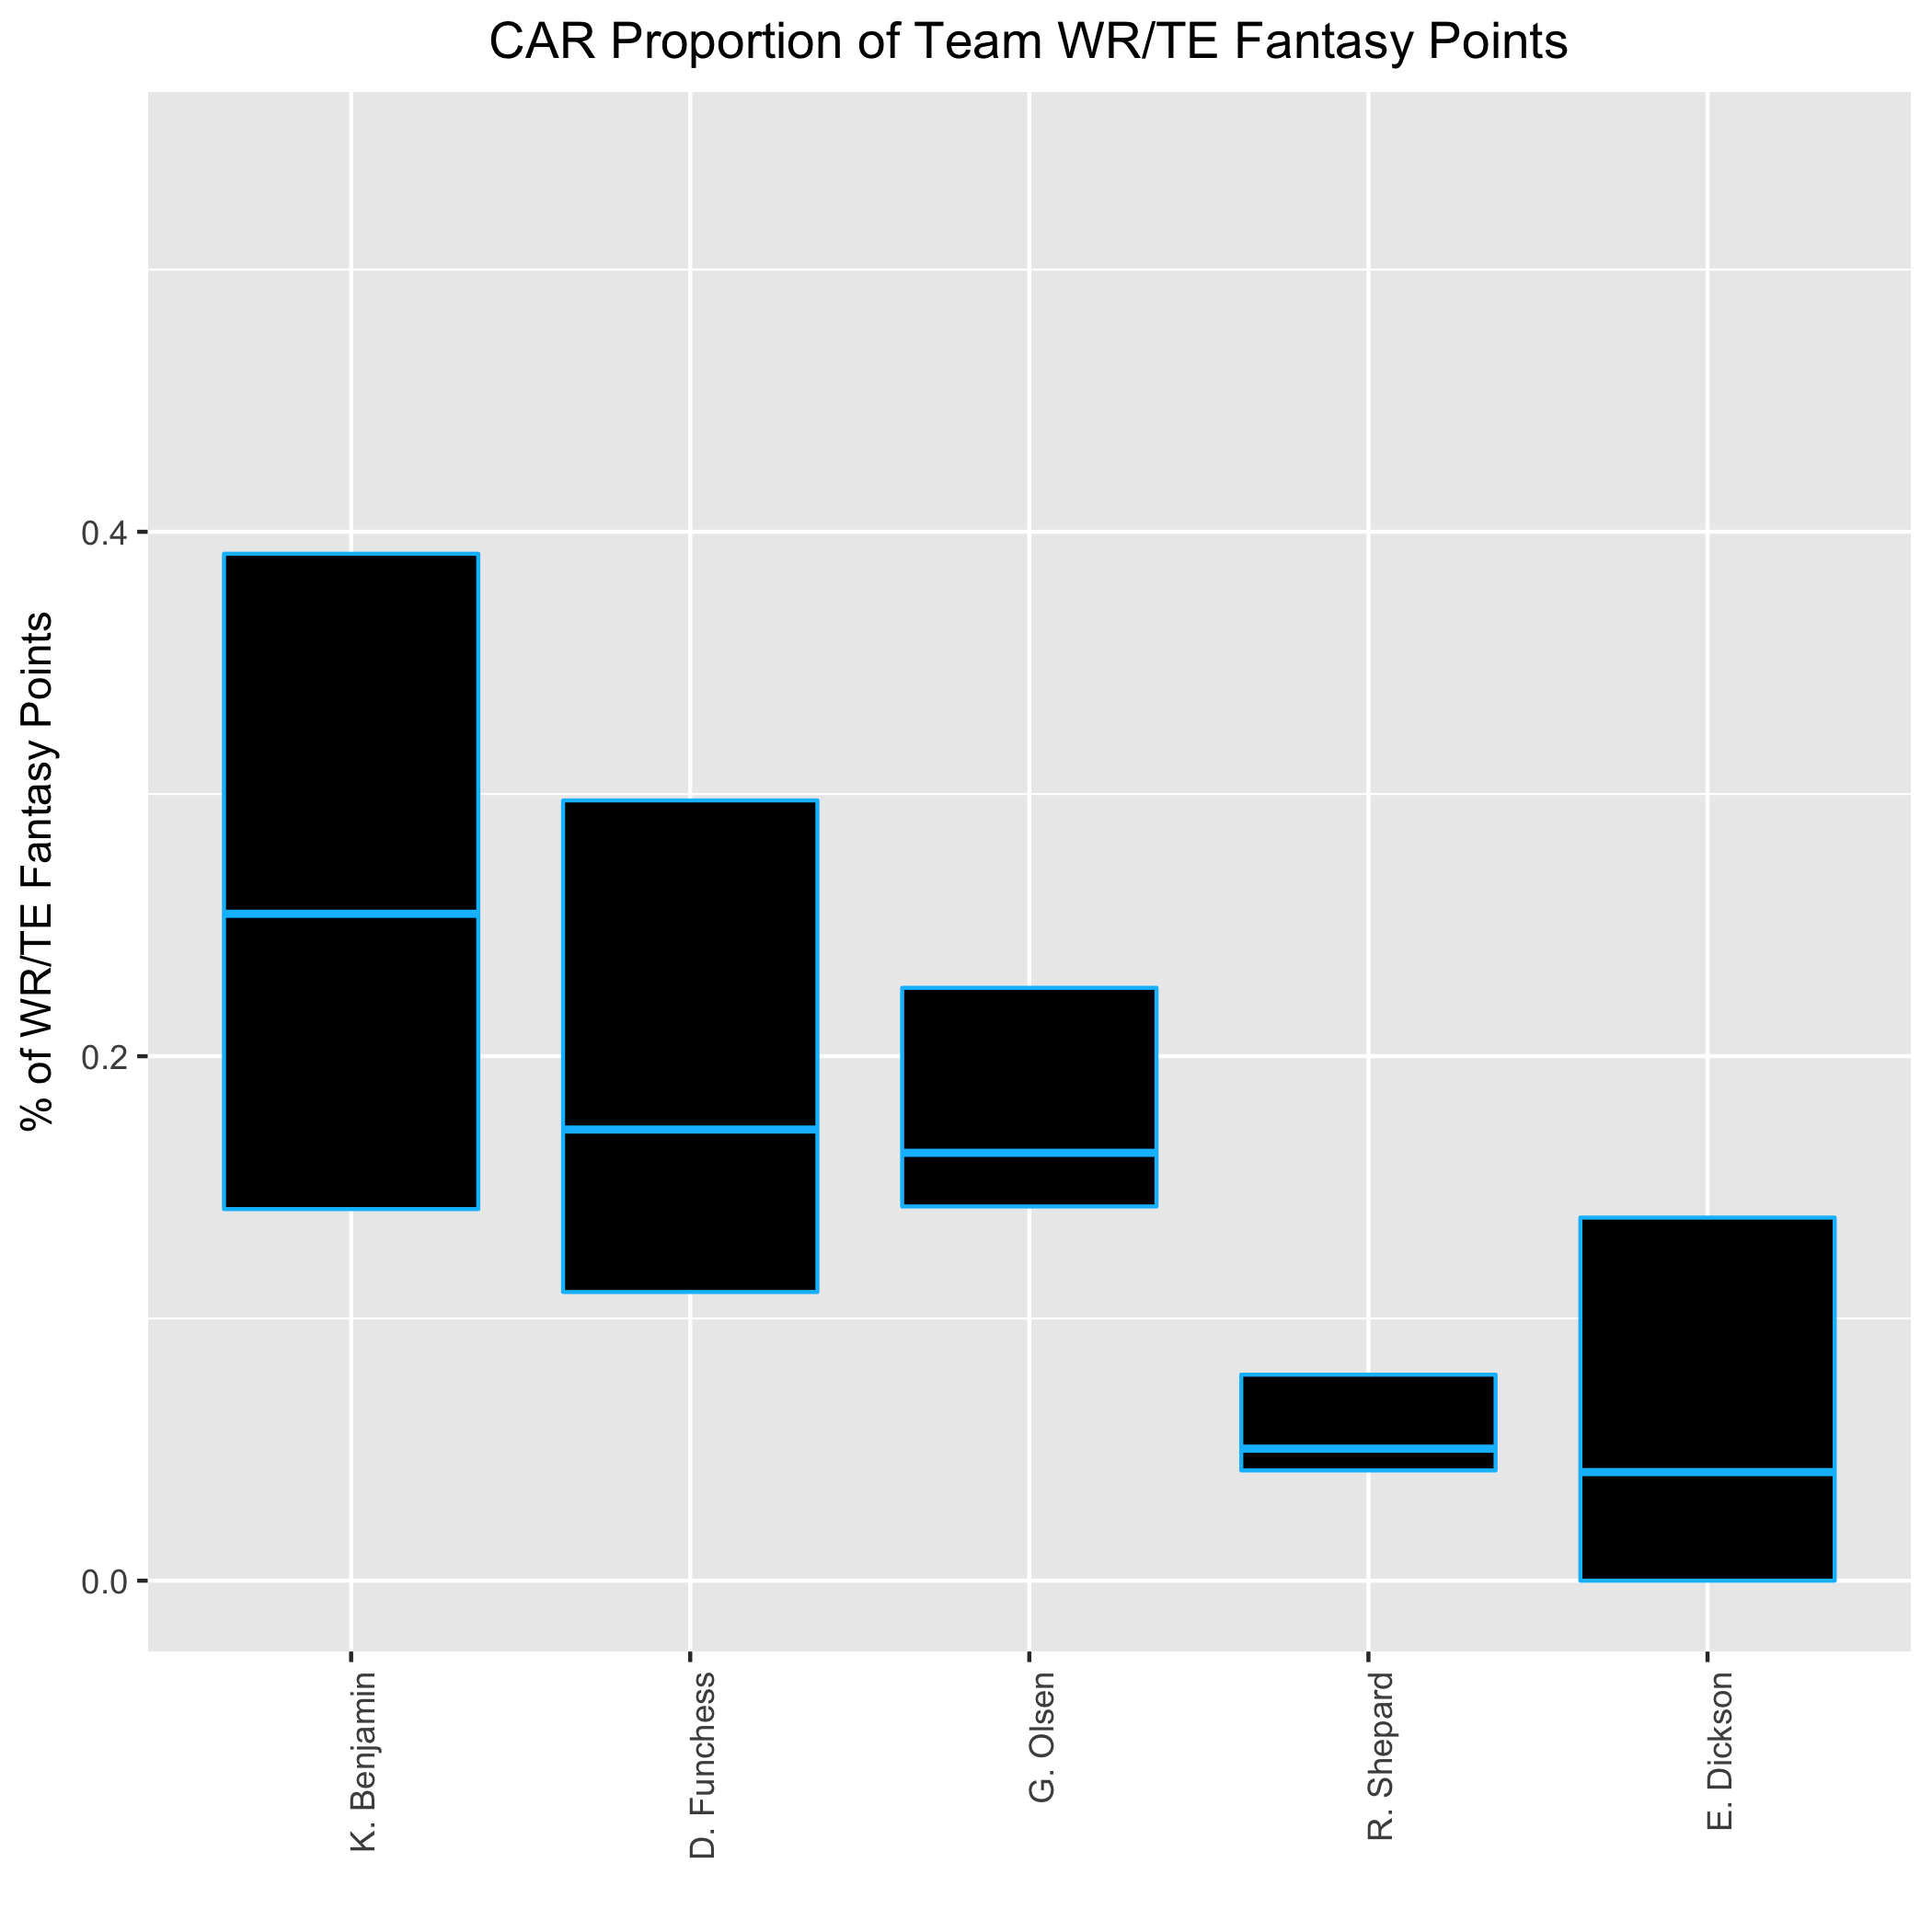 CAR Proportion of Team WR/TE Fantasy Points
% of WR/TE Fantasy Points
0.4
0.2
0.0
K. Benjamin
D. Funchess
G. Olsen
R. Shepard
E. Dickson